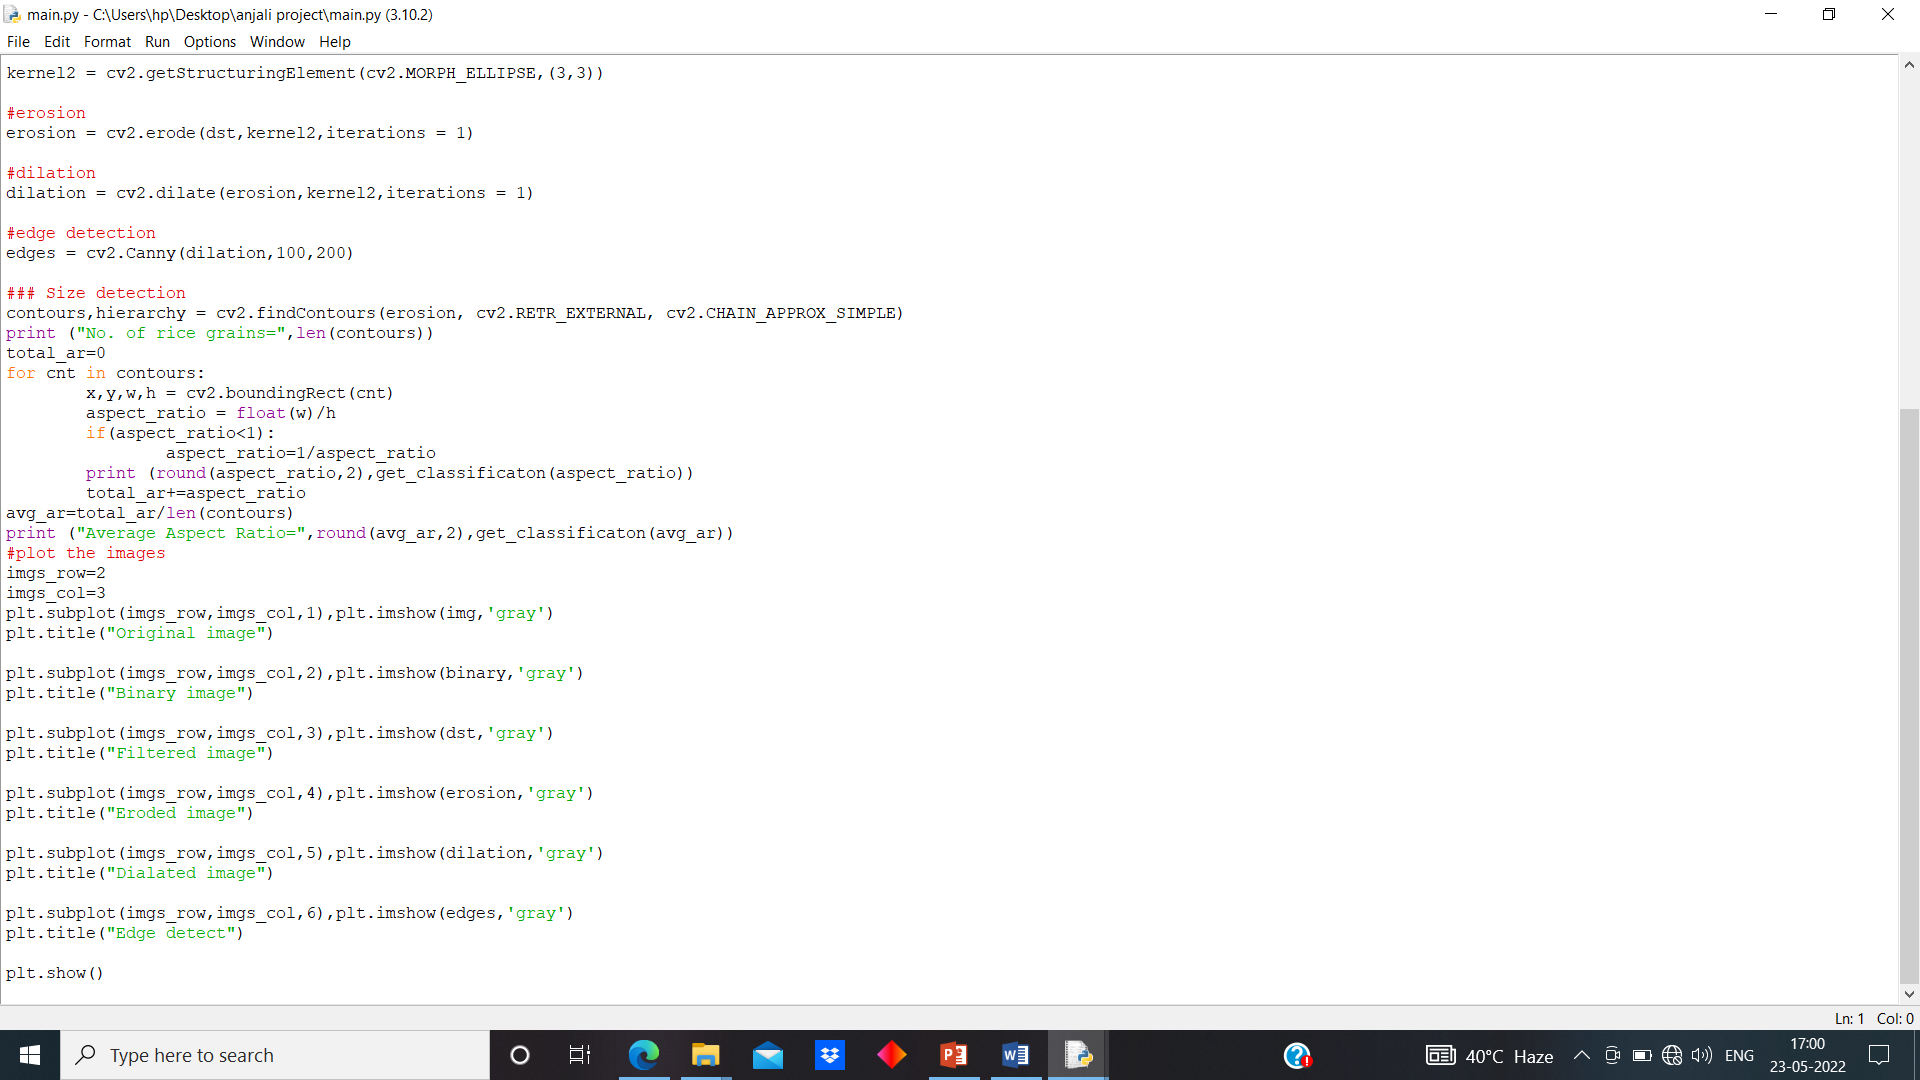 main.py - C:\Users\hp\Desktop\anjali project\main.py (3.10.2)
File Edit Format Run Options Window Help
kernel2 = cv2.getStructuringElement(cv2.MORPH_ELLIPSE,(3,3))
#erosion
erosion = cv2.erode(dst,kernel2,iterations = 1)
#dilation
dilation = cv2.dilate(erosion,kernel2,iterations = 1)
#edge detection
edges = cv2.Canny(dilation,100,200)
### Size detection
contours,hierarchy = cv2.findContours(erosion, cv2.RETR_EXTERNAL, cv2.CHAIN_APPROX_SIMPLE)
print ("No. of rice grains=",len(contours))
total_ar=0
for cnt in contours:
        x,y,w,h = cv2.boundingRect(cnt)
        aspect_ratio = float(w)/h
        if(aspect_ratio<1):
                aspect_ratio=1/aspect_ratio
        print (round(aspect_ratio,2),get_classificaton(aspect_ratio))
        total_ar+=aspect_ratio
avg_ar=total_ar/len(contours)
print ("Average Aspect Ratio=",round(avg_ar,2),get_classificaton(avg_ar))
#plot the images
imgs_row=2
imgs_col=3
plt.subplot(imgs_row,imgs_col,1),plt.imshow(img,'gray')
plt.title("Original image")
plt.subplot(imgs_row,imgs_col,2),plt.imshow(binary,'gray')
plt.title("Binary image")
plt.subplot(imgs_row,imgs_col,3),plt.imshow(dst,'gray')
plt.title("Filtered image")
plt.subplot(imgs_row,imgs_col,4),plt.imshow(erosion,'gray')
plt.title("Eroded image")
plt.subplot(imgs_row,imgs_col,5),plt.imshow(dilation,'gray')
plt.title("Dialated image")
plt.subplot(imgs_row,imgs_col,6),plt.imshow(edges,'gray')
plt.title("Edge detect")
plt.show()
Ln: 1 Col: 0
Type here to search
40°C Haze
ENG
17:00
23-05-2022